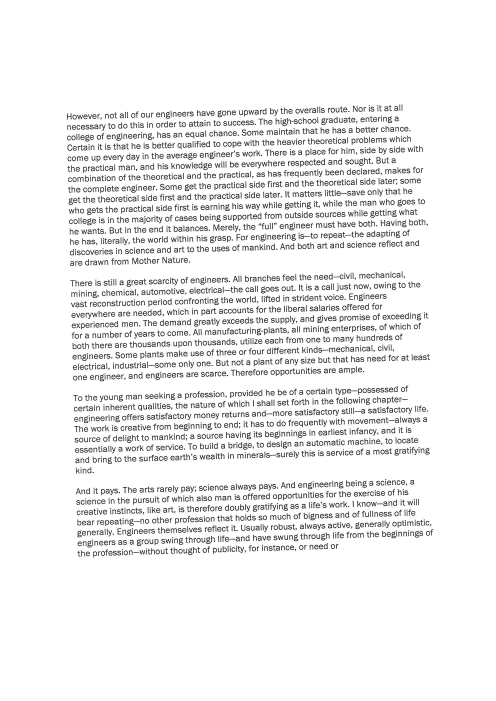 However, not all of our engineers have gone upward by the overalls route. Nor is it at all
necessary to do this in order to attain to success. The high-school graduate, entering a
college of engineering, has an equal chance. Some maintain that he has a better chance.
Certain it is that he is better qualified to cope with the heavier theoretical problems which
come up every day in the average engineer's work. There is a place for him, side by side with
the practical man, and his knowledge will be everywhere respected and sought. But a
combination of the theoretical and the practical, as has frequently been declared, makes for
the complete engineer. Some get the practical side first and the theoretical side later; some
get the theoretical side first and the practical side later. It matters little—save only that he
who gets the practical side first is earning his way while getting it, while the man who goes to
college is in the majority of cases being supported from outside sources while getting what
he wants. But in the end it balances. Merely, the “full” engineer must have both. Having both,
he has, literally, the world within his grasp. For engineering is—to repeat—the adapting of
discoveries in science and art to the uses of mankind. And both art and science reflect and
are drawn from Mother Nature.
There is still a great scarcity of engineers. All branches feel the need—civil, mechanical,
mining, chemical, automotive, electrical—the call goes out. It is a call just now, owing to the
vast reconstruction period confronting the world, lifted in strident voice. Engineers
everywhere are needed, which in part accounts for the liberal salaries offered for
experienced men. The demand greatly exceeds the supply, and gives promise of exceeding it
for a number of years to come. All manufacturing-plants, all mining enterprises, of which of
both there are thousands upon thousands, utilize each from one to many hundreds of
engineers. Some plants make use of three or four different kinds—mechanical, civil,
electrical, industrial—some only one. But not a plant of any size but that has need for at least
one engineer, and engineers are scarce. Therefore opportunities are ample.
To the young man seeking a profession, provided he be of a certain type—possessed of
certain inherent qualities, the nature of which I shall set forth in the following chapter—
engineering offers satisfactory money returns and—more satisfactory still—a satisfactory life.
The work is creative from beginning to end; it has to do frequently with movement—always a
source of delight to mankind; a source having its beginnings in earliest infancy, and it is
essentially a work of service. To build a bridge, to design an automatic machine, to locate
and bring to the surface earth's wealth in minerals—surely this is service of a most gratifying
kind.
And it pays. The arts rarely pay; science always pays. And engineering being a science, a
science in the pursuit of which also man is offered opportunities for the exercise of his
creative instincts, like art, is therefore doubly gratifying as a life's work. I know—and it will
bear repeating—no other profession that holds so much of bigness and of fullness of life
generally. Engineers themselves reflect it. Usually robust, always active, generally optimistic,
engineers as a group swing through life—and have swung through life from the beginnings of
the profession—without thought of publicity, for instance, or need or